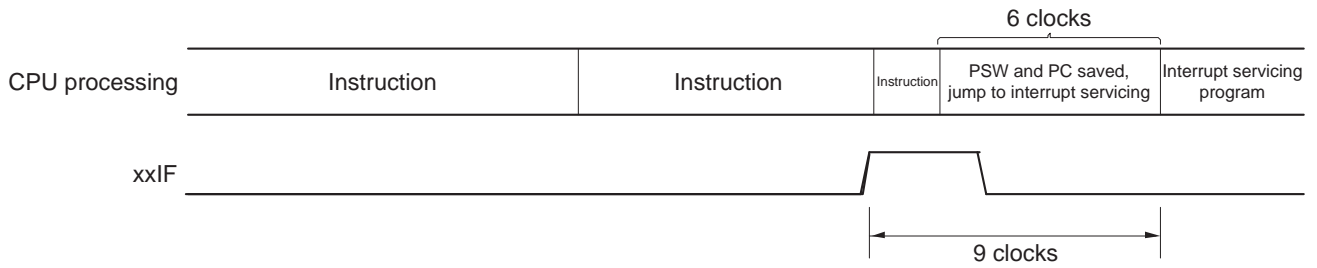 6 clocks
CPU processing
Instruction
Instruction
Instruction
PSW and PC saved,
jump to interrupt servicing
Interrupt servicing
program
xxIF
9 clocks